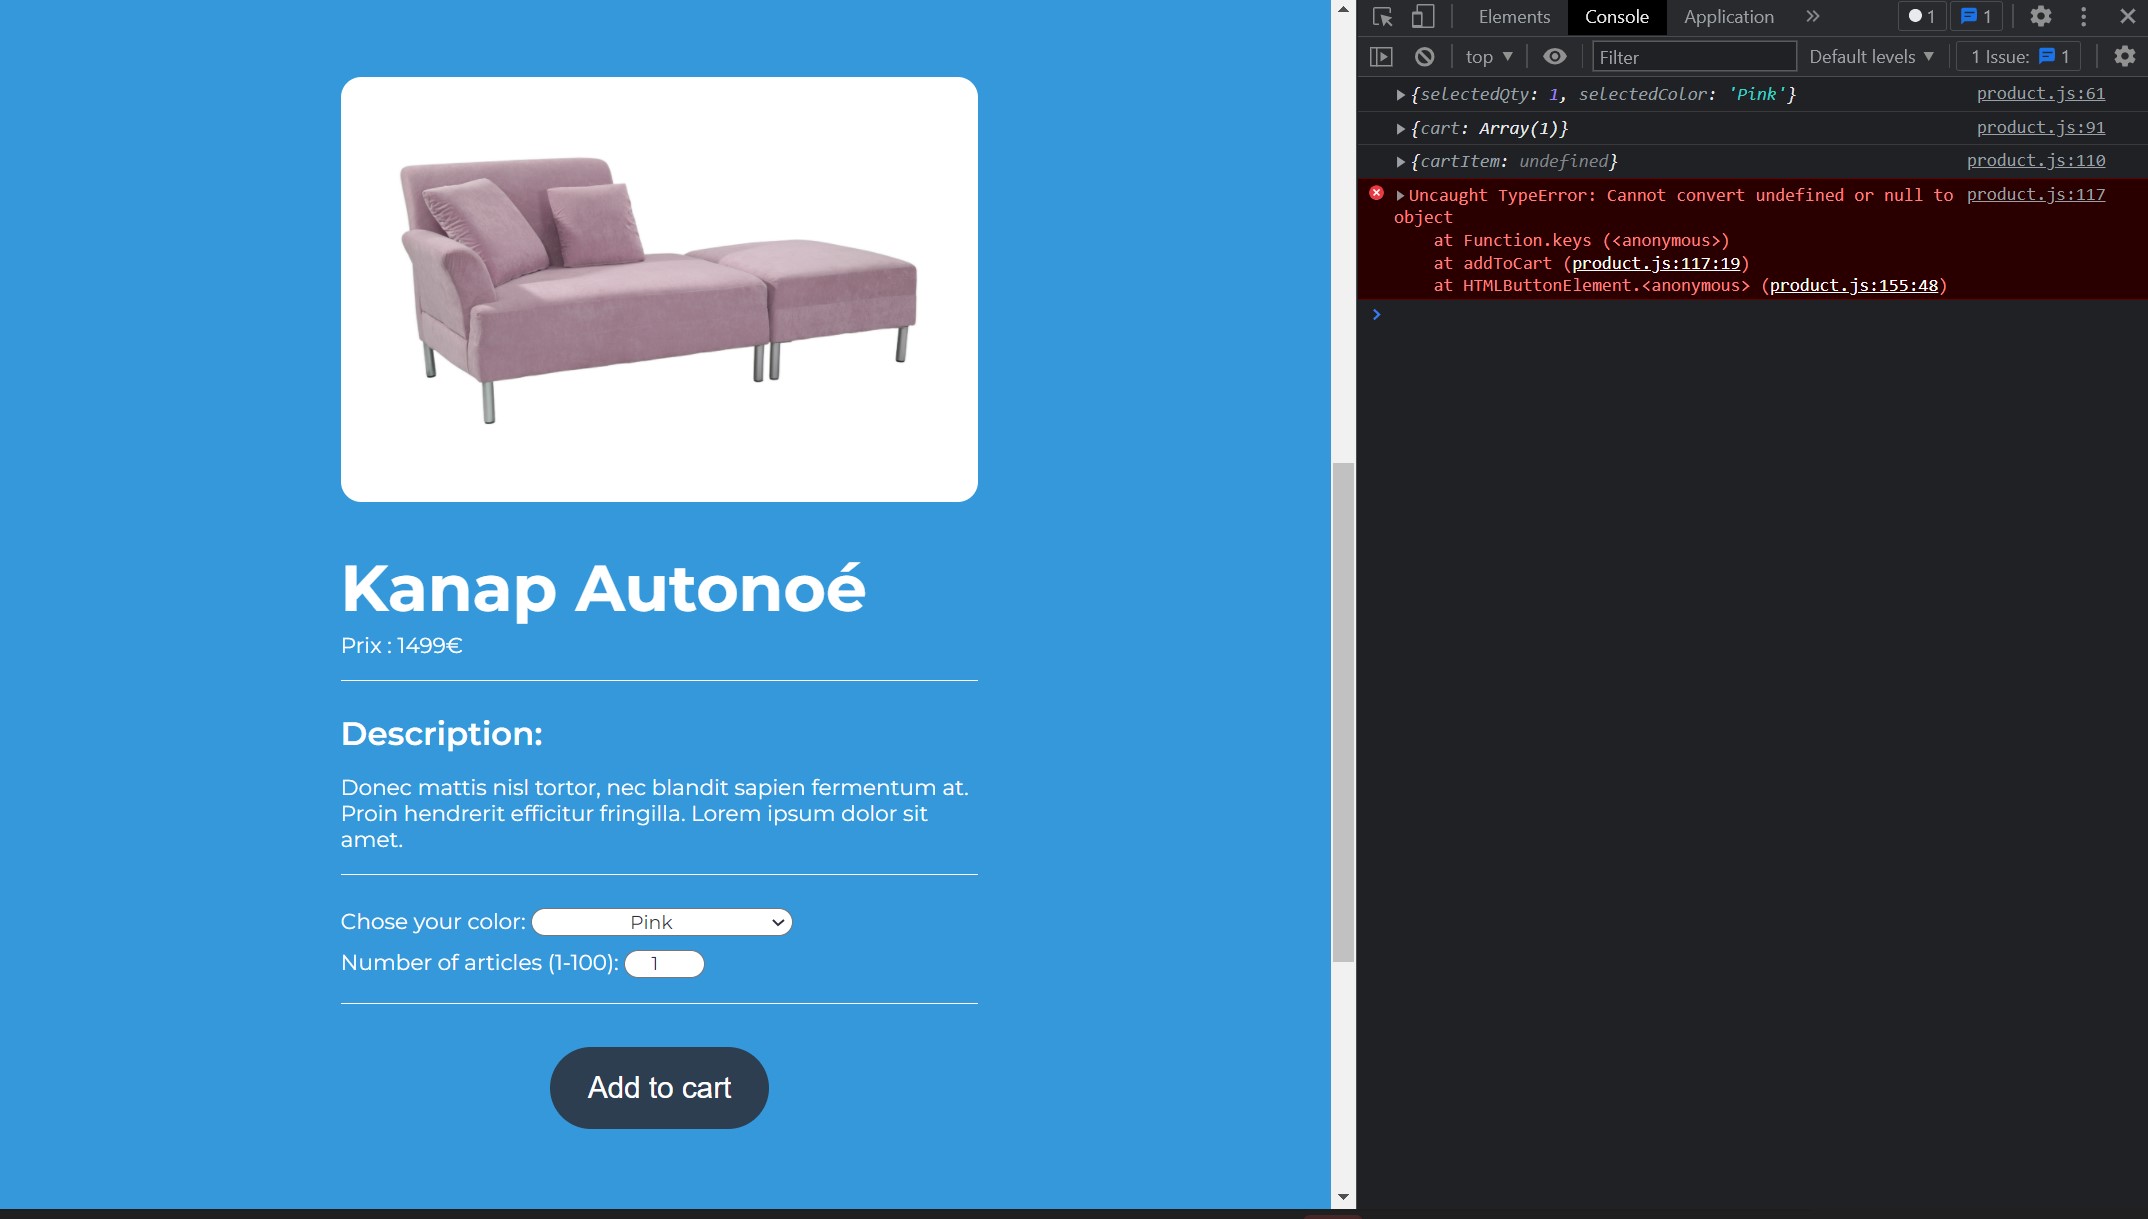 Kanap Autonoé
Prix : 1499€
Description:
Donec mattis nisl tortor, nec blandit sapien fermentum at.
Proin hendrerit efficitur fringilla. Lorem ipsum dolor sit
amet.
Chose your color: Pink
Number of articles (1-100): 1
Add to cart
Elements Console Application 1 1
top Filter Default levels 1 Issue: 1
{selectedQty: 1, selectedColor: 'Pink'} product.js:61
{cart: Array(1)} product.js:91
{cartItem: undefined} product.js:110
Uncaught TypeError: Cannot convert undefined or null to product.js:117
object
at Function.keys (<anonymous>)
at addToCart (product.js:117:19)
at HTMLButtonElement.<anonymous> (product.js:155:48)